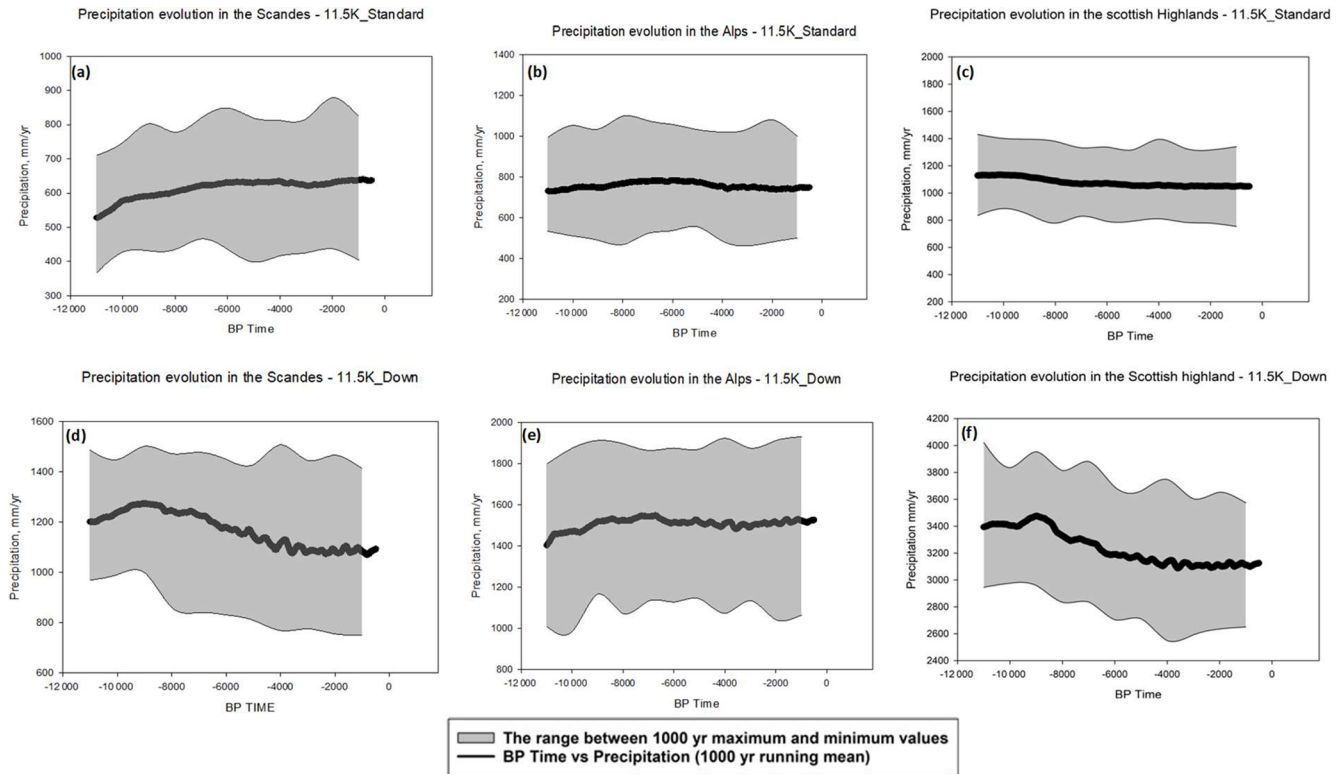 Precipitation evolution in the Scandes - 11.5K_Standard
(a)
Precipitation, mm/yr
1000
900
800
700
600
500
400
300
-12 000 -10 000 -8000 -6000 -4000 -2000 0
BP Time
Precipitation evolution in the Alps - 11.5K_Standard
(b)
Precipitation, mm/yr
1400
1200
1000
800
600
400
200
-12 000 -10 000 -8000 -6000 -4000 -2000 0
BP Time
Precipitation evolution in the scottish Highlands - 11.5K_Standard
(c)
Precipitation, mm/yr
2000
1800
1600
1400
1200
1000
800
600
400
200
-12 000 -10 000 -8000 -6000 -4000 -2000 0
BP Time
Precipitation evolution in the Scandes - 11.5K_Down
(d)
Precipitation, mm/yr
1600
1400
1200
1000
800
600
-12 000 -10 000 -8000 -6000 -4000 -2000 0
BP TIME
Precipitation evolution in the Alps - 11.5K_Down
(e)
Precipitation, mm/yr
2000
1800
1600
1400
1200
1000
800
-12 000 -10 000 -8000 -6000 -4000 -2000 0
BP Time
Precipitation evolution in the Scottish highland - 11.5K_Down
(f)
Precipitation, mm/yr
4200
4000
3800
3600
3400
3200
3000
2800
2600
2400
-12 000 -10 000 -8000 -6000 -4000 -2000 0
BP Time
The range between 1000 yr maximum and minimum values
BP Time vs Precipitation (1000 yr running mean)